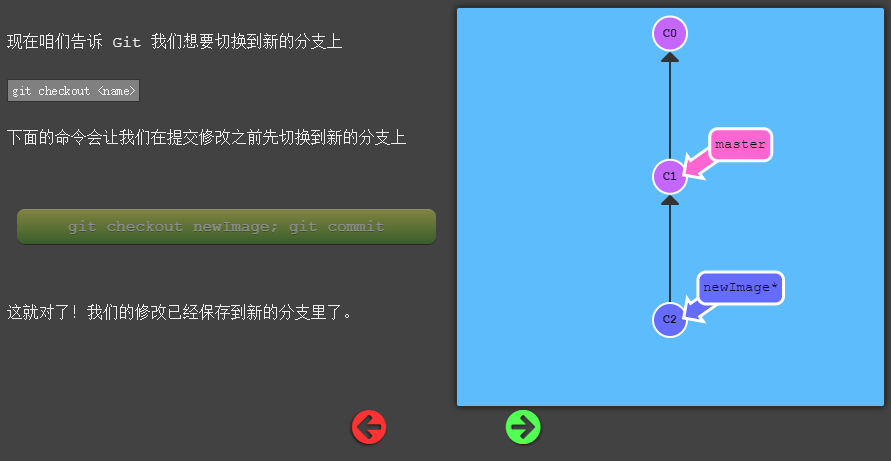 现在咱们告诉 Git 我们想要切换到新的分支上
git checkout <name>
下面的命令会让我们在提交修改之前先切换到新的分支上
git checkout newImage; git commit
这就对了！我们的修改已经保存到新的分支里了。
C0
master
C1
newImage*
C2